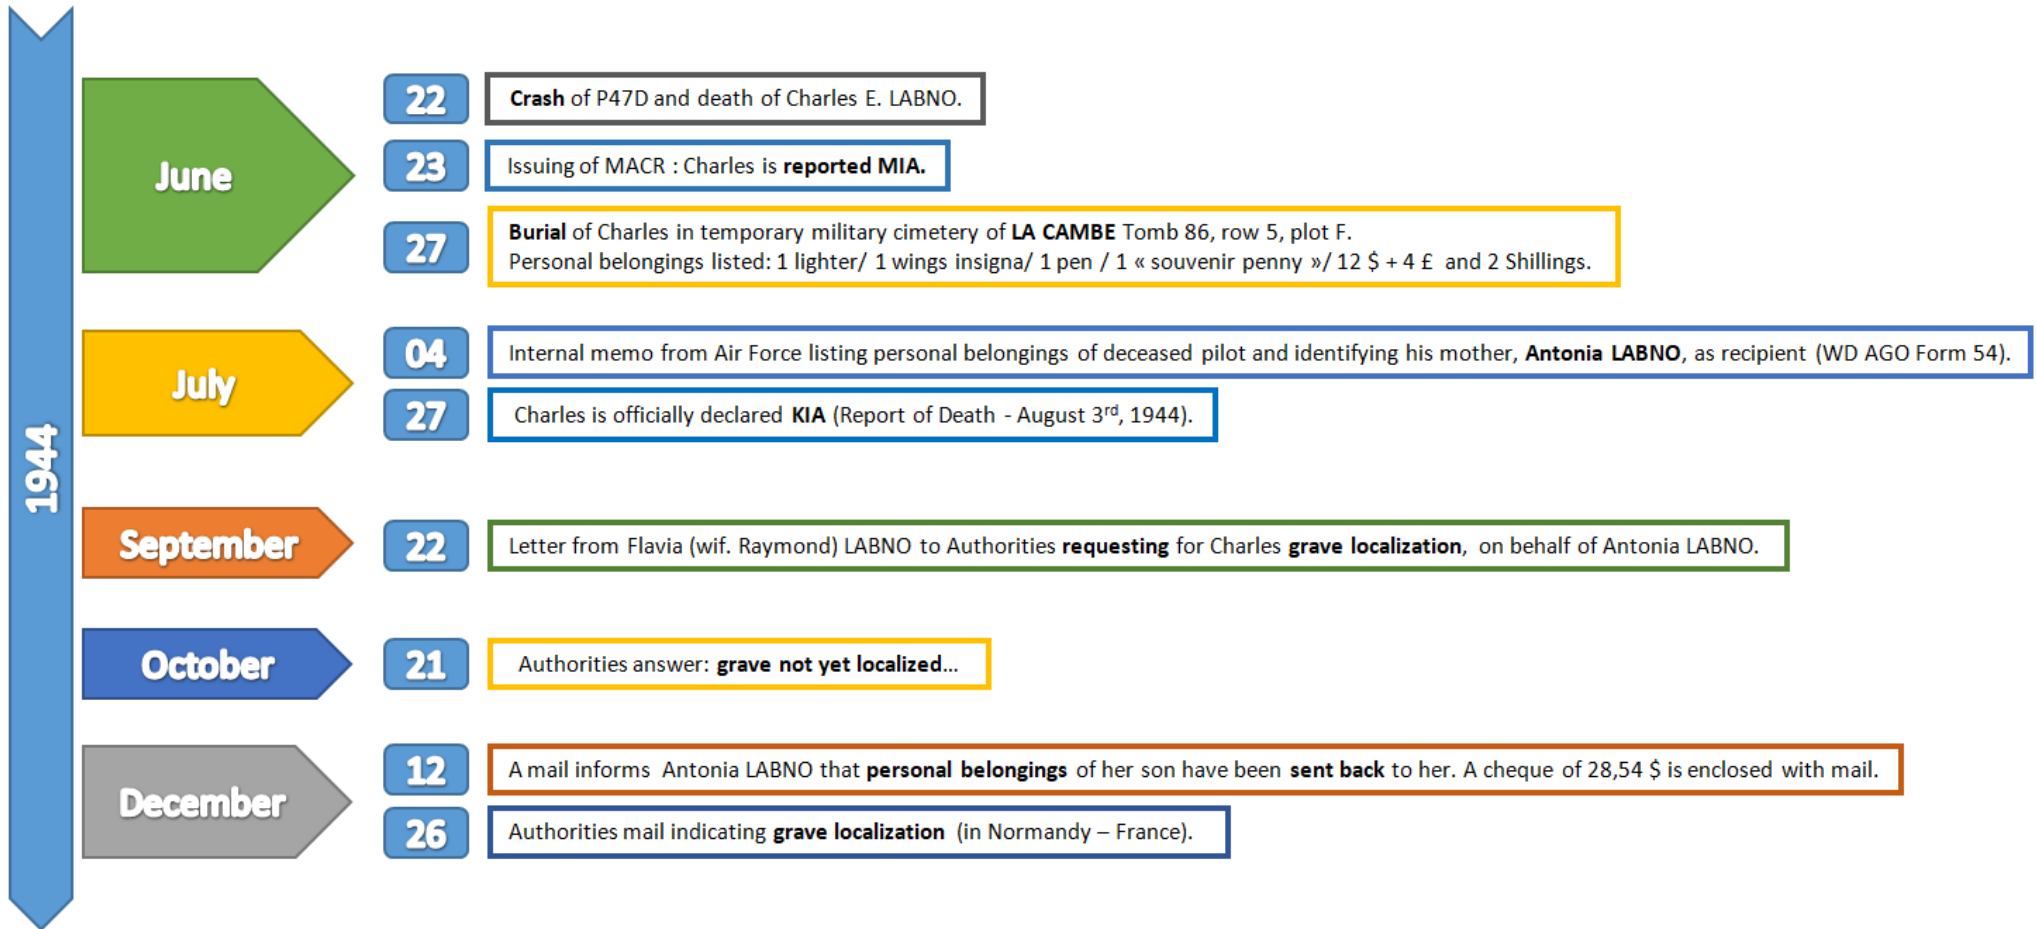 1944
June
22
Crash of P47D and death of Charles E. LABNO.
23
Issuing of MACR : Charles is reported MIA.
27
Burial of Charles in temporary military cimetery of LA CAMBE Tomb 86, row 5, plot F.
Personal belongings listed: 1 lighter/ 1 wings insigna/ 1 pen / 1 « souvenir penny »/ 12 $ + 4 £ and 2 Shillings.
July
04
Internal memo from Air Force listing personal belongings of deceased pilot and identifying his mother, Antonia LABNO, as recipient (WD AGO Form 54).
27
Charles is officially declared KIA (Report of Death - August 3rd, 1944).
September
22
Letter from Flavia (wif. Raymond) LABNO to Authorities requesting for Charles grave localization, on behalf of Antonia LABNO.
October
21
Authorities answer: grave not yet localized...
December
12
A mail informs Antonia LABNO that personal belongings of her son have been sent back to her. A cheque of 28,54 $ is enclosed with mail.
26
Authorities mail indicating grave localization (in Normandy – France).